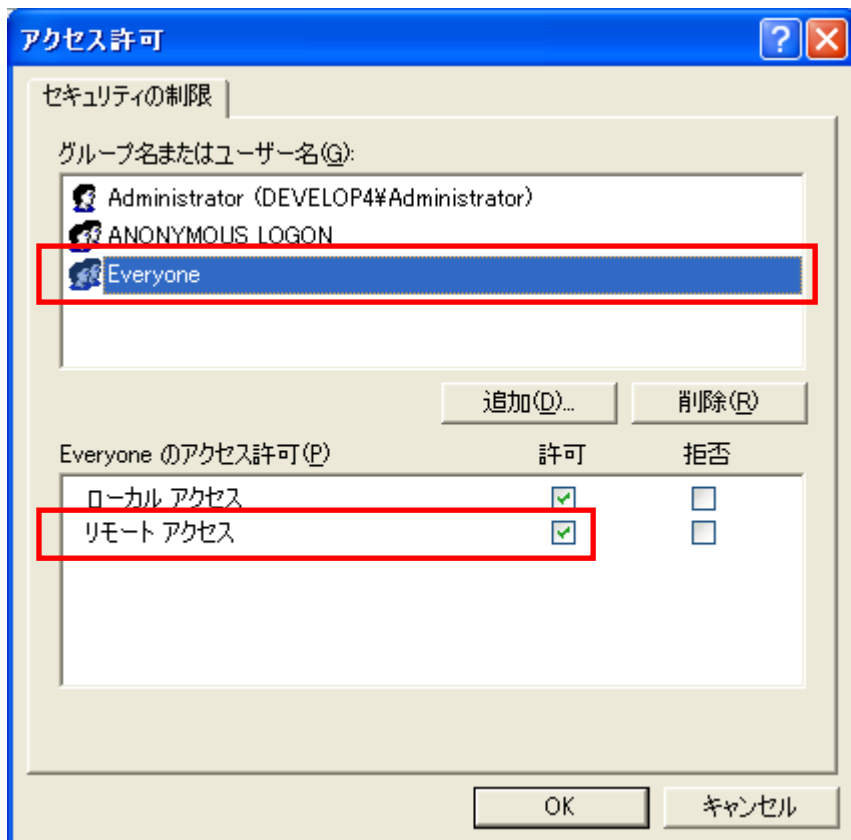 アクセス許可
セキュリティの制限
グループ名またはユーザー名(G):
Administrator (DEVELOP4¥Administrator)
ANONYMOUS LOGON
Everyone
追加(D)... 削除(R)
Everyone のアクセス許可(P) 許可 拒否
ローカル アクセス
リモート アクセス
OK キャンセル